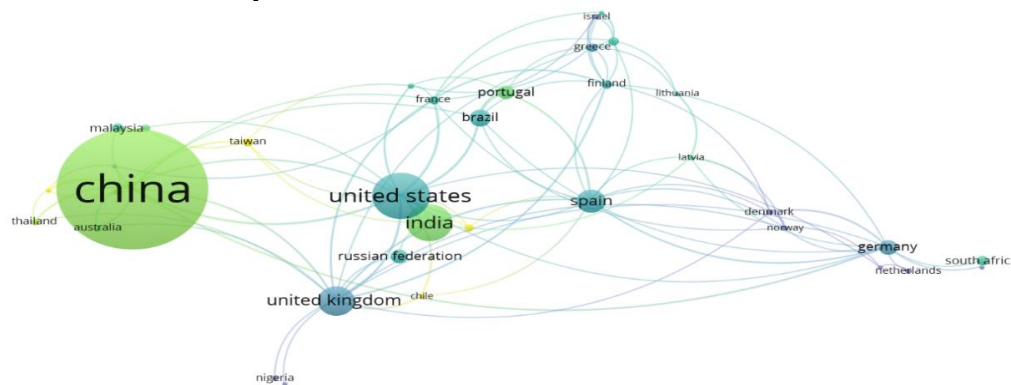 israel
greece
finland
lithuania
portugal
france
brazil
malaysia
taiwan
latvia
china
united states
spain
india
denmark
thailand
australia
norway
germany
russian federation
south afric
netherlands
chile
united kingdom
nigeria